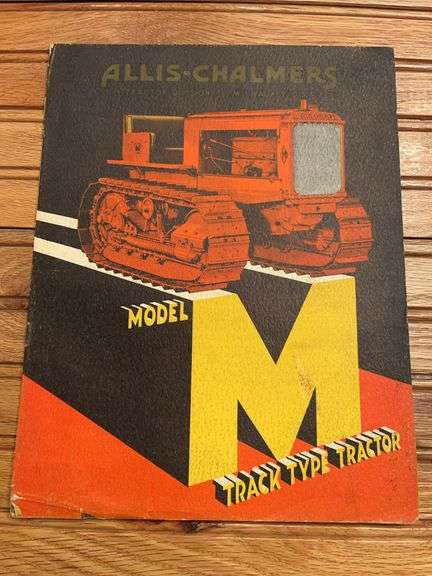 ALLIS-CHALMERS
MODEL
M
TRACK TYPE TRACTOR